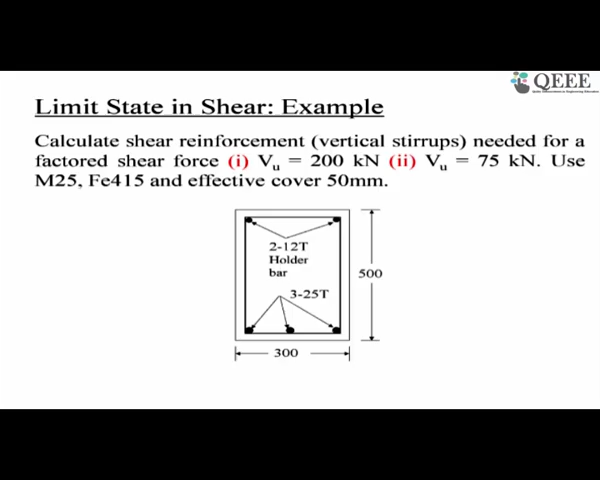 QEEE
Limit State in Shear: Example
Calculate shear reinforcement (vertical stirrups) needed for a
factored shear force (i) Vu = 200 kN (ii) Vu = 75 kN. Use
M25, Fe415 and effective cover 50mm.
2-12T
Holder
bar
3-25T
500
300